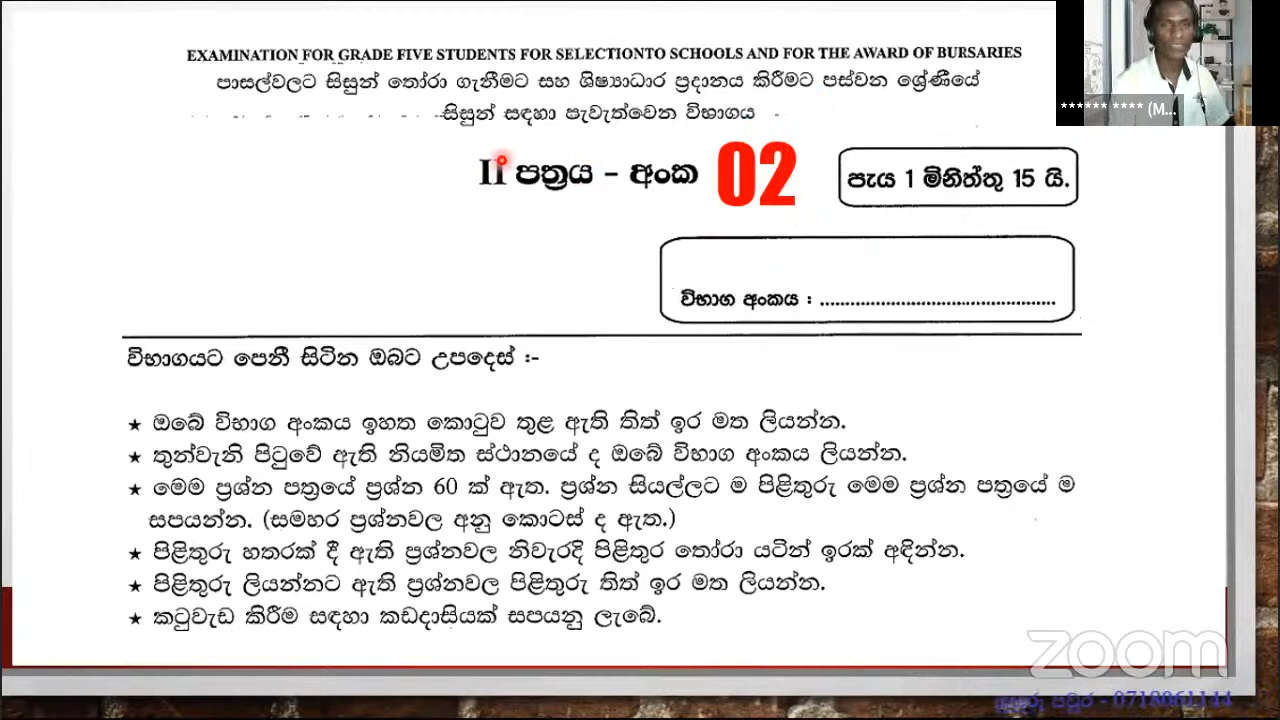 EXAMINATION FOR GRADE FIVE STUDENTS FOR SELECTIONTO SCHOOLS AND FOR THE AWARD OF BURSARIES
පාසල්වලට සිසුන් තෝරා ගැනීමට සහ ශිෂ්‍යාධාර ප්‍රදානය කිරීමට පස්වන ශ්‍රේණියේ
සිසුන් සඳහා පැවැත්වෙන විභාගය
****** **** (M...
II පත්‍රය - අංක 02
පැය 1 මිනිත්තු 15 යි.
විභාග අංකය : ...............................................
විභාගයට පෙනී සිටින ඔබට උපදෙස් :-
★ ඔබේ විභාග අංකය ඉහත කොටුව තුළ ඇති තිත් ඉර මත ලියන්න.
★ තුන්වැනි පිටුවේ ඇති නියමිත ස්ථානයේ ද ඔබේ විභාග අංකය ලියන්න.
★ මෙම ප්‍රශ්න පත්‍රයේ ප්‍රශ්න 60 ක් ඇත. ප්‍රශ්න සියල්ලට ම පිළිතුරු මෙම ප්‍රශ්න පත්‍රයේ ම
සපයන්න. (සමහර ප්‍රශ්නවල අනු කොටස් ද ඇත.)
★ පිළිතුරු හතරක් දී ඇති ප්‍රශ්නවල නිවැරදි පිළිතුර තෝරා යටින් ඉරක් අඳින්න.
★ පිළිතුරු ලියන්නට ඇති ප්‍රශ්නවල පිළිතුරු තිත් ඉර මත ලියන්න.
★ කටුවැඩ කිරීම සඳහා කඩදාසියක් සපයනු ලැබේ.
zoom
පවුර - 0718061144